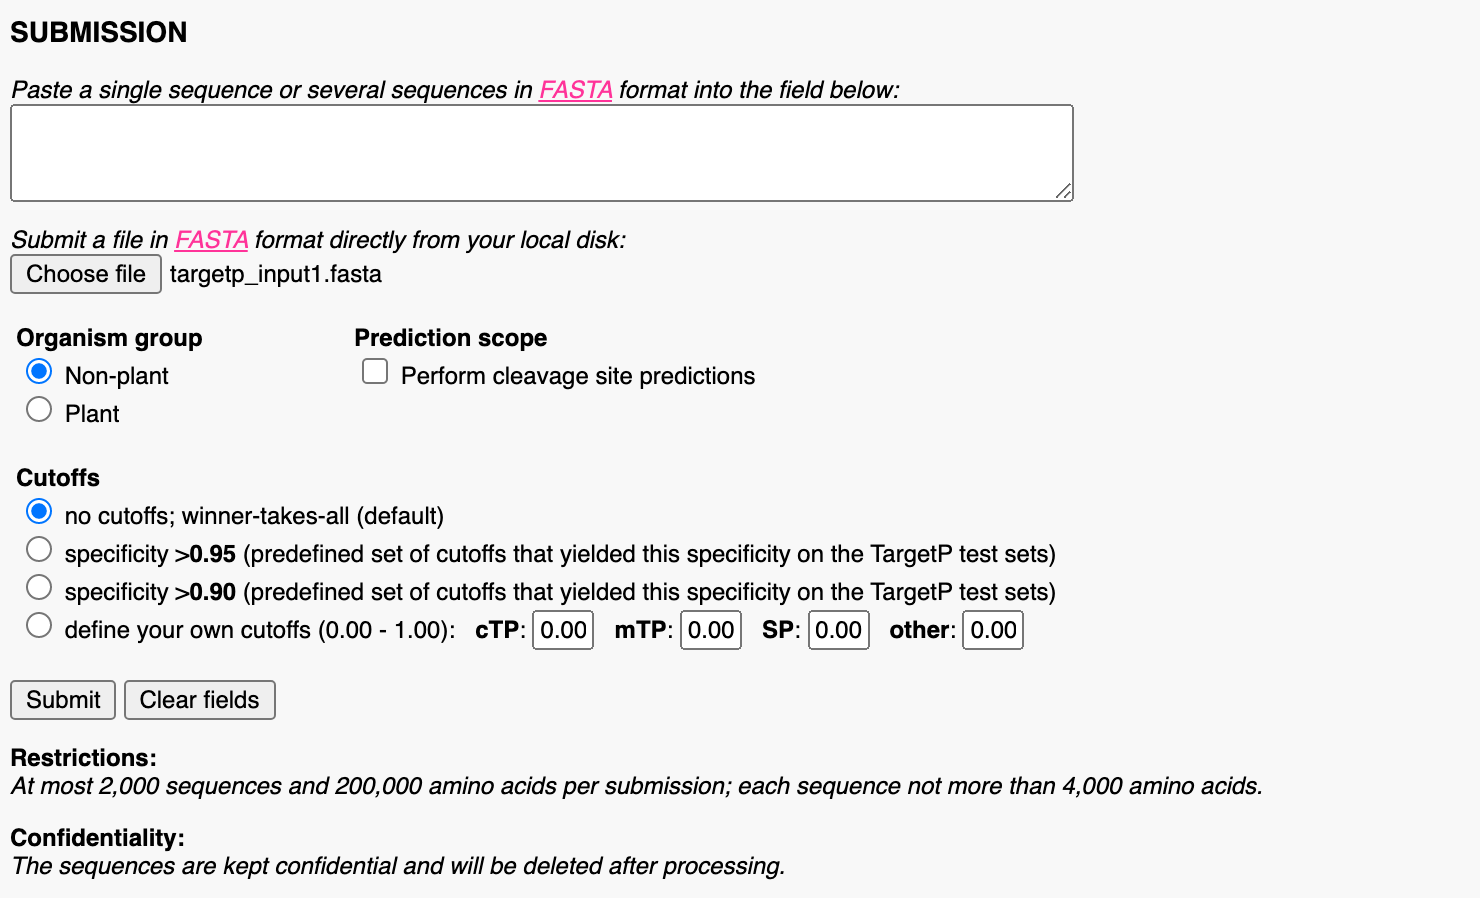 SUBMISSION
Paste a single sequence or several sequences in FASTA format into the field below:
Submit a file in FASTA format directly from your local disk:
Choose file targetp_input1.fasta
Organism group Prediction scope
Non-plant Perform cleavage site predictions
Plant
Cutoffs
no cutoffs; winner-takes-all (default)
specificity >0.95 (predefined set of cutoffs that yielded this specificity on the TargetP test sets)
specificity >0.90 (predefined set of cutoffs that yielded this specificity on the TargetP test sets)
define your own cutoffs (0.00 - 1.00): cTP: 0.00 mTP: 0.00 SP: 0.00 other: 0.00
Submit Clear fields
Restrictions:
At most 2,000 sequences and 200,000 amino acids per submission; each sequence not more than 4,000 amino acids.
Confidentiality:
The sequences are kept confidential and will be deleted after processing.